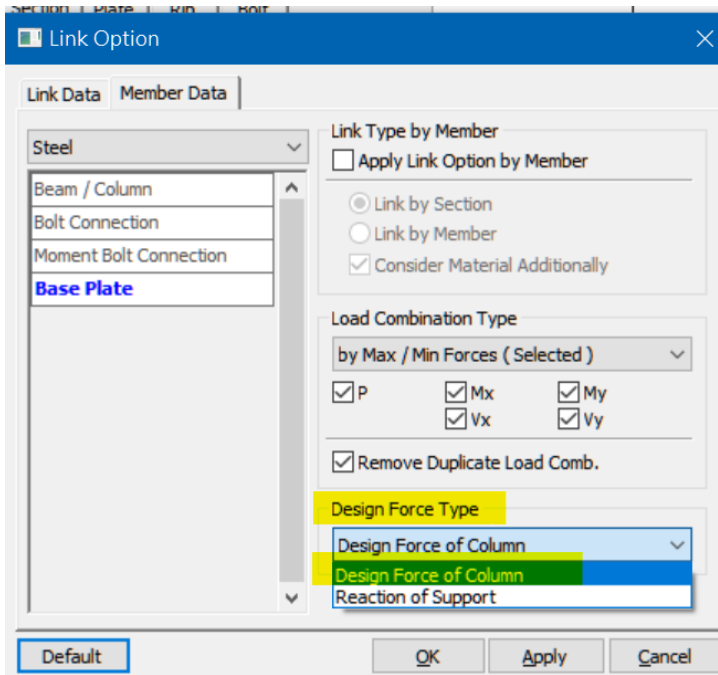 Section Plate Rib Bolt
Link Option
Link Data Member Data
Steel
Beam / Column
Bolt Connection
Moment Bolt Connection
Base Plate
Link Type by Member
Apply Link Option by Member
Link by Section
Link by Member
Consider Material Additionally
Load Combination Type
by Max / Min Forces ( Selected )
P Mx My
Vx Vy
Remove Duplicate Load Comb.
Design Force Type
Design Force of Column
Design Force of Column
Reaction of Support
Default OK Apply Cancel